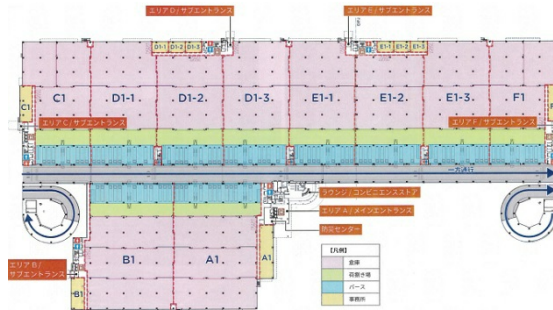 エリアD/サブエントランス
エリアE/サブエントランス
D1-1 D1-2 D1-3
E1-1 E1-2 E1-3
C1 D1-1 D1-2 D1-3 E1-1 E1-2 E1-3 F1
C1
エリアC/サブエントランス
エリアF/サブエントランス
一方通行
ラウンジ/コンビニエンスストア
エリアA/メインエントランス
防災センター
B1 A1
A1
エリアB/
サブエントランス
B1
【凡例】
倉庫
荷捌き場
バース
事務所